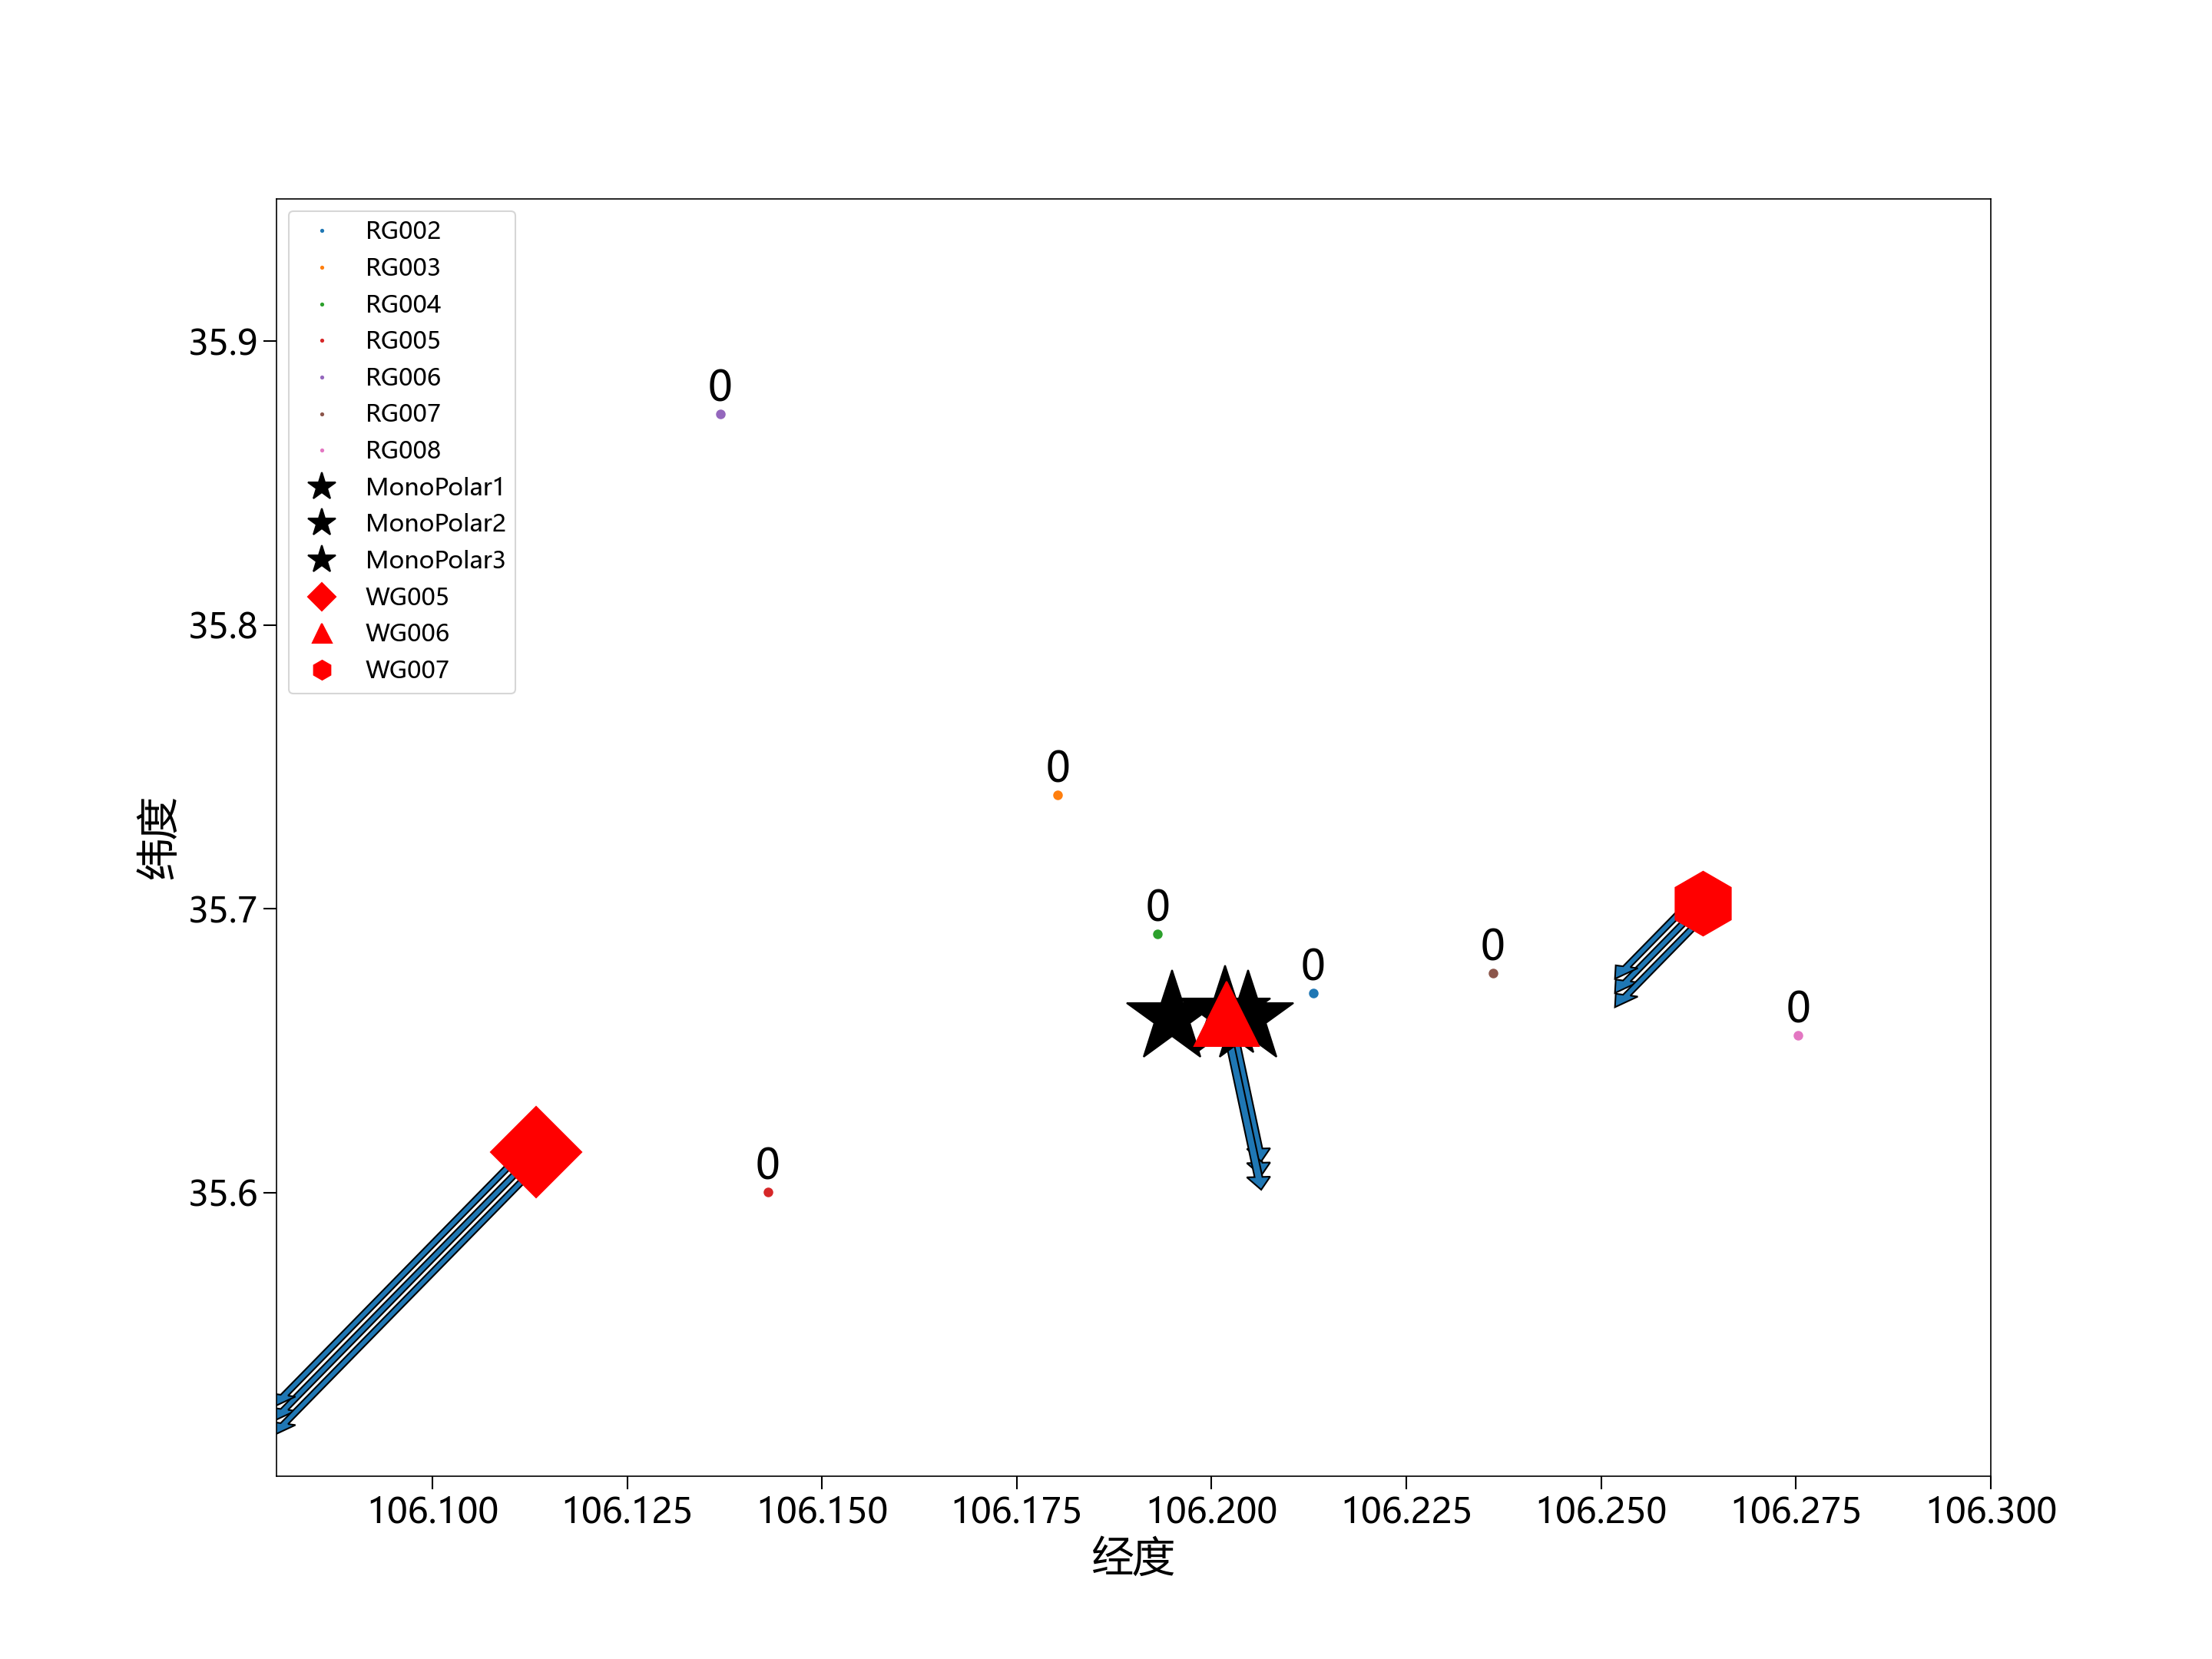 RG002
RG003
RG004
RG005
RG006
RG007
RG008
MonoPolar1
MonoPolar2
MonoPolar3
WG005
WG006
WG007
35.9
35.8
35.7
35.6
纬度
0
0
0
0
0
0
0
106.100
106.125
106.150
106.175
106.200
106.225
106.250
106.275
106.300
经度